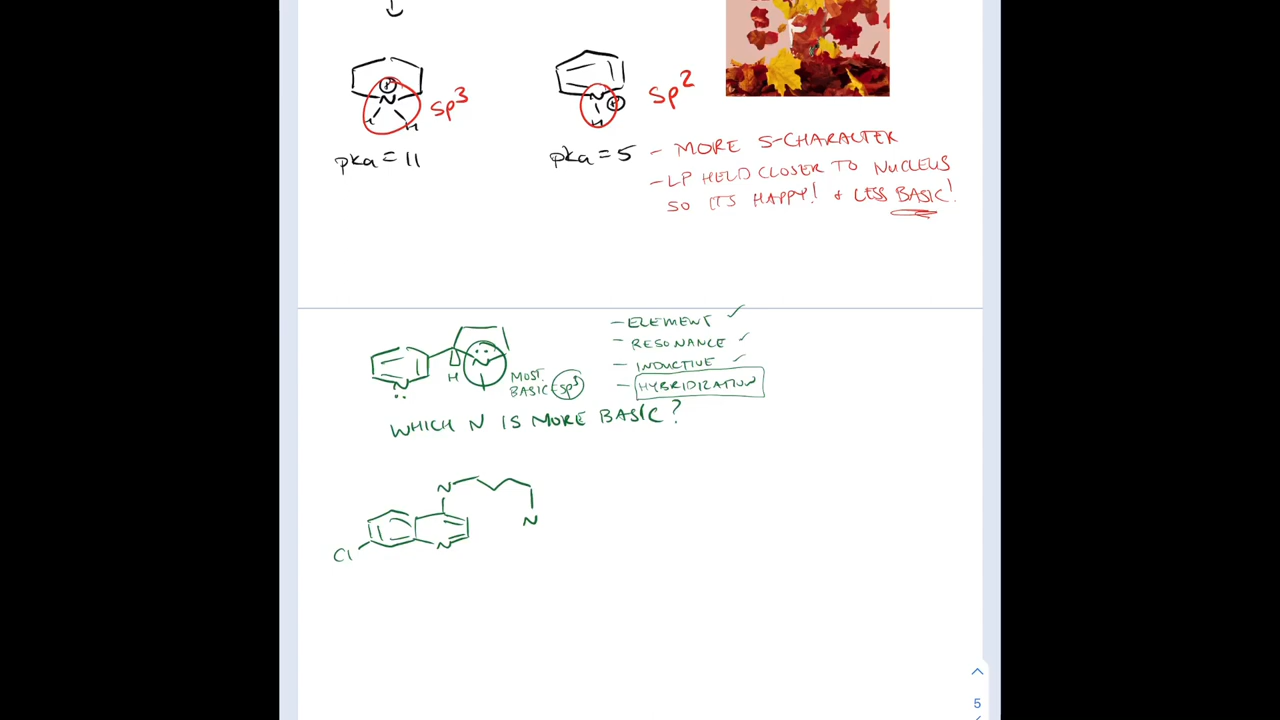 sp³
sp²
pka = 11
pka = 5
- MORE S-CHARACTER
- LP HELD CLOSER TO NUCLEUS
SO IT'S HAPPY! & LESS BASIC!
- ELEMENT ✓
- RESONANCE ✓
- INDUCTIVE ✓
- HYBRIDIZATION
N
H
N
MOST
BASIC = sp³
WHICH N IS MORE BASIC?
N
N
Cl
N
5